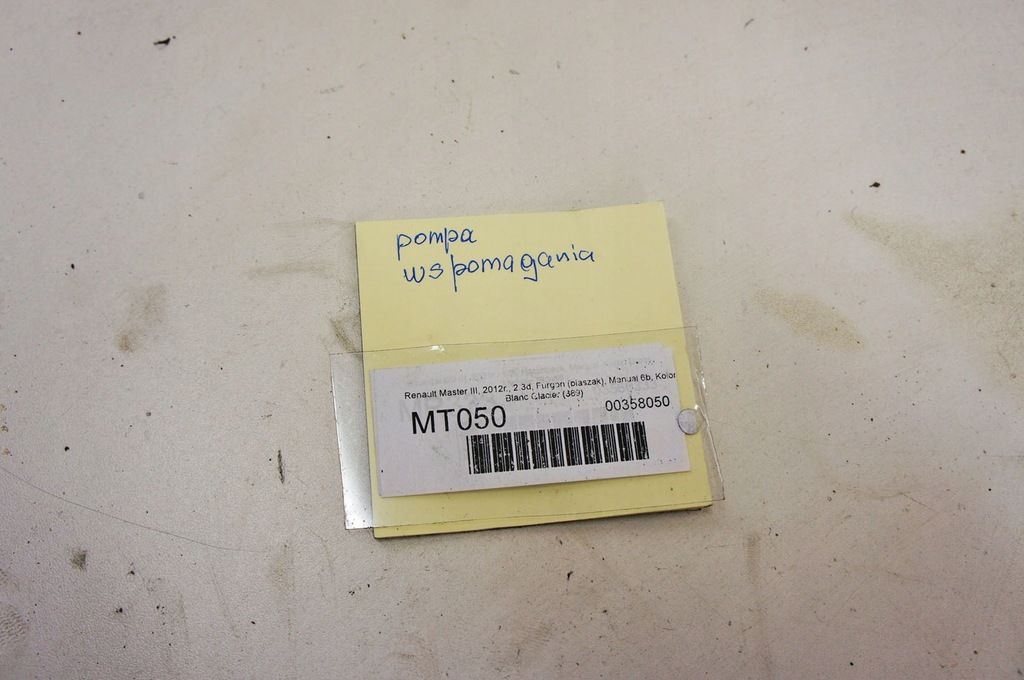 pompa
wspomagania
Renault Master III, 2012r., 2.3d, Furgon (blaszak), Manual 6b, Kolor
Blanc Glacier (369)
MT050 00358050